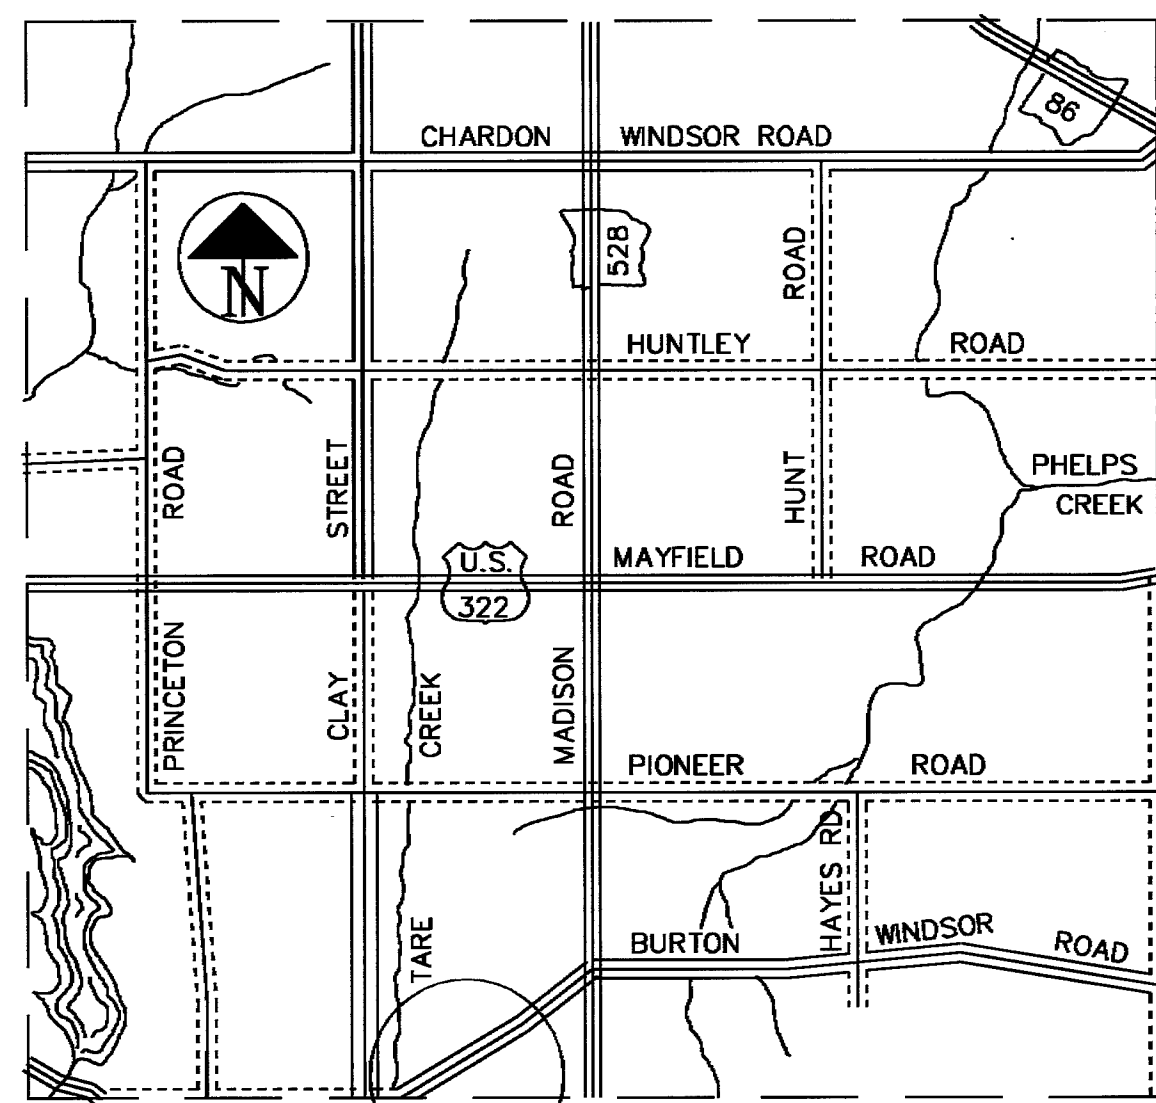 86
CHARDON WINDSOR ROAD
N
528
ROAD
HUNTLEY ROAD
ROAD
STREET
ROAD
HUNT
PHELPS
CREEK
U.S.
322
MAYFIELD ROAD
PRINCETON
CLAY
CREEK
MADISON
PIONEER ROAD
HAYES RD
TARE
BURTON WINDSOR ROAD